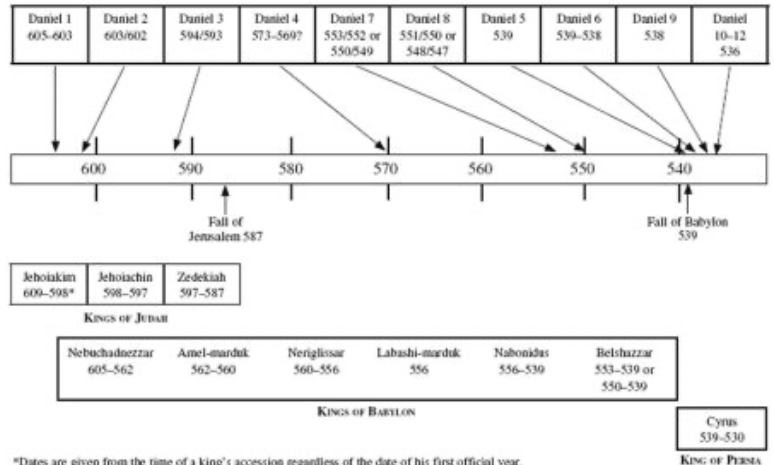 Daniel 1
605–603
Daniel 2
603/602
Daniel 3
594/593
Daniel 4
573–569?
Daniel 7
553/552 or
550/549
Daniel 8
551/550 or
548/547
Daniel 5
539
Daniel 6
539–538
Daniel 9
538
Daniel
10–12
536
600
590
580
570
560
550
540
Fall of
Jerusalem 587
Fall of Babylon
539
Jehoiakim
609–598*
Jehoiachin
598–597
Zedekiah
597–587
KINGS OF JUDAH
Nebuchadnezzar
605–562
Amel-marduk
562–560
Neriglissar
560–556
Labashi-marduk
556
Nabonidus
556–539
Belshazzar
553–539 or
550–539
KINGS OF BABYLON
Cyrus
539–530
KING OF PERSIA
*Dates are given from the time of a king's accession regardless of the date of his first official year.